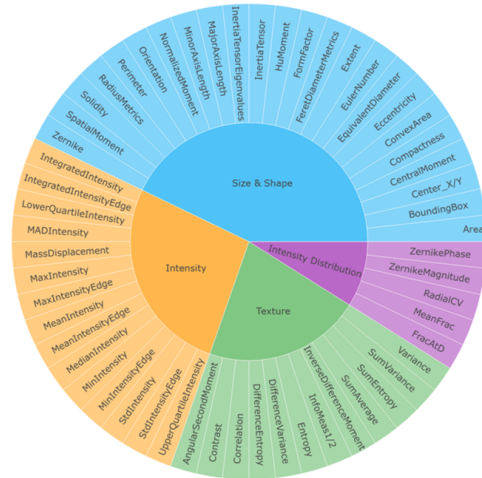 Size & Shape
Area
BoundingBox
Center_X/Y
CentralMoment
Compactness
ConvexArea
Eccentricity
EquivalentDiameter
EulerNumber
Extent
FeretDiameterMetrics
FormFactor
HuMoment
InertiaTensor
InertiaTensorEigenvalues
MajorAxisLength
MinorAxisLength
NormalizedMoment
Orientation
Perimeter
RadiusMetrics
Solidity
SpatialMoment
Zernike
Intensity
IntegratedIntensity
IntegratedIntensityEdge
LowerQuartileIntensity
MADIntensity
MassDisplacement
MaxIntensity
MaxIntensityEdge
MeanIntensity
MeanIntensityEdge
MedianIntensity
MinIntensity
MinIntensityEdge
StdIntensity
StdIntensityEdge
UpperQuartileIntensity
Texture
AngularSecondMoment
Contrast
Correlation
DifferenceEntropy
DifferenceVariance
Entropy
InfoMeas1/2
InverseDifferenceMoment
SumAverage
SumEntropy
SumVariance
Variance
Intensity Distribution
FracAtD
MeanFrac
RadialCV
ZernikeMagnitude
ZernikePhase